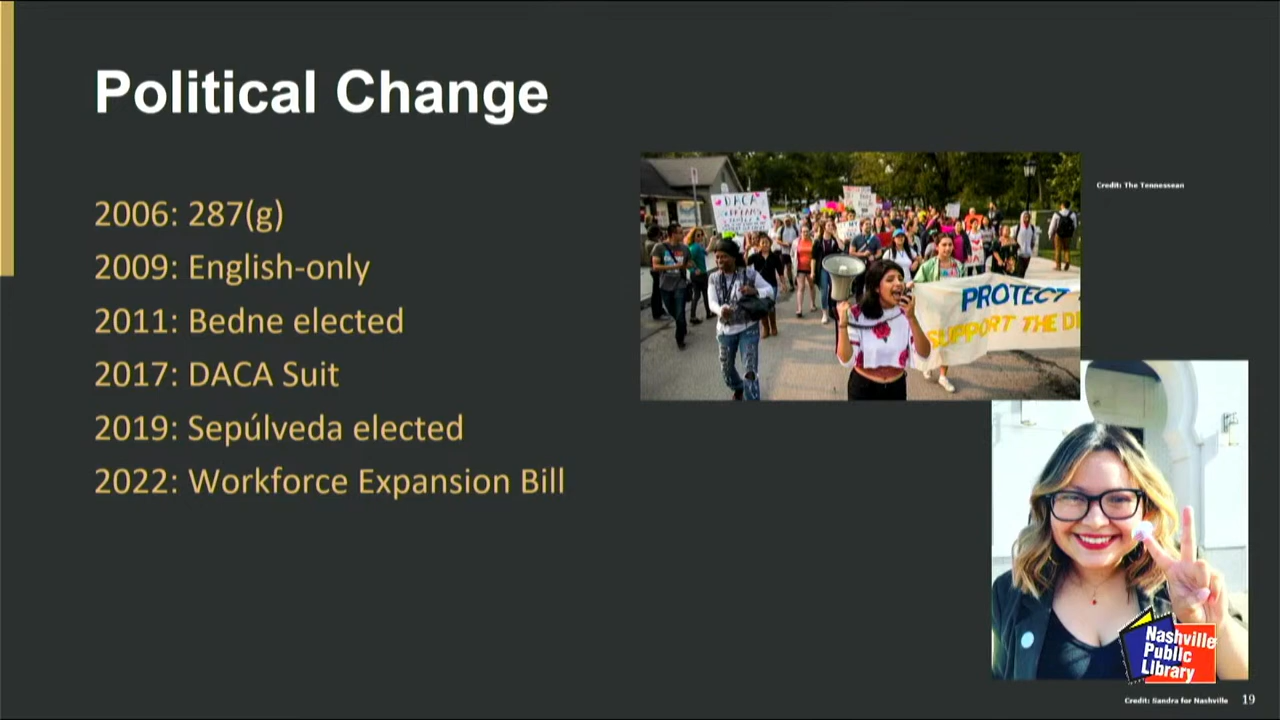 Political Change
2006: 287(g)
2009: English-only
2011: Bedne elected
2017: DACA Suit
2019: Sepúlveda elected
2022: Workforce Expansion Bill
Credit: The Tennessean
DACA
PROTECT
SUPPORT THE
Nashville
Public
Library
Credit: Sandra for Nashville
19